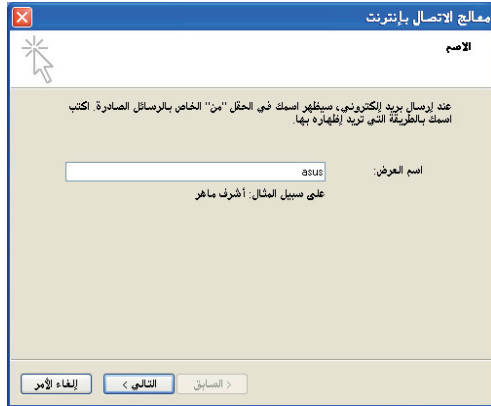 معالج الاتصال بإنترنت
الاسم
عند إرسال بريد إلكتروني، سيظهر اسمك في الحقل "من" الخاص بالرسائل الصادرة. اكتب
اسمك بالطريقة التي تريد إظهاره بها.
اسم العرض: asus
على سبيل المثال: أشرف ماهر
< السابق التالي > إلغاء الأمر